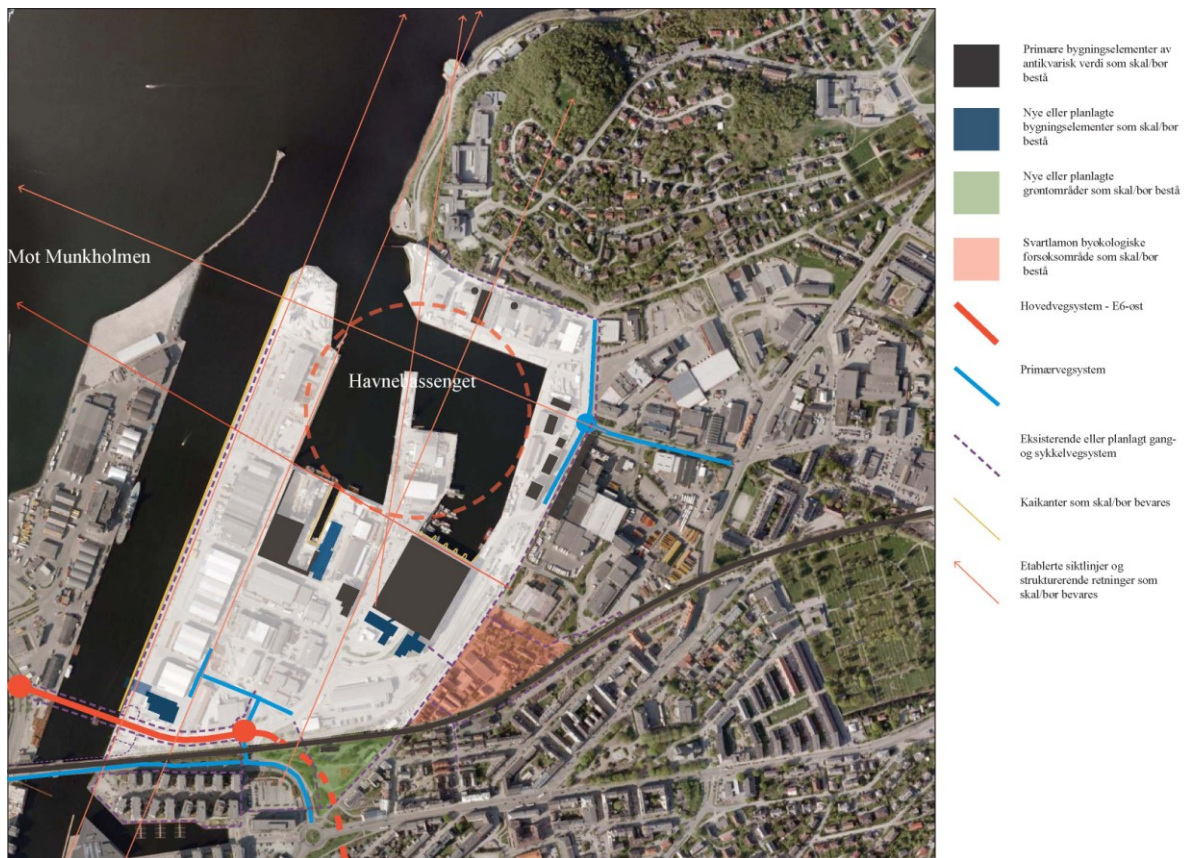 Mot Munkholmen
Havnebassenget
Primære bygningselementer av
antikvarisk verdi som skal/bør
bestå
Nye eller planlagte
bygningselementer som skal/bør
bestå
Nye eller planlagte
grøntområder som skal/bør bestå
Svartlamon byøkologiske
forsøksområde som skal/bør
bestå
Hovedvegsystem - E6-øst
Primærvegsystem
Eksisterende eller planlagt gang-
og sykkelvegsystem
Kaikanter som skal/bør bevares
Etablerte siktlinjer og
strukturerende retninger som
skal/bør bevares